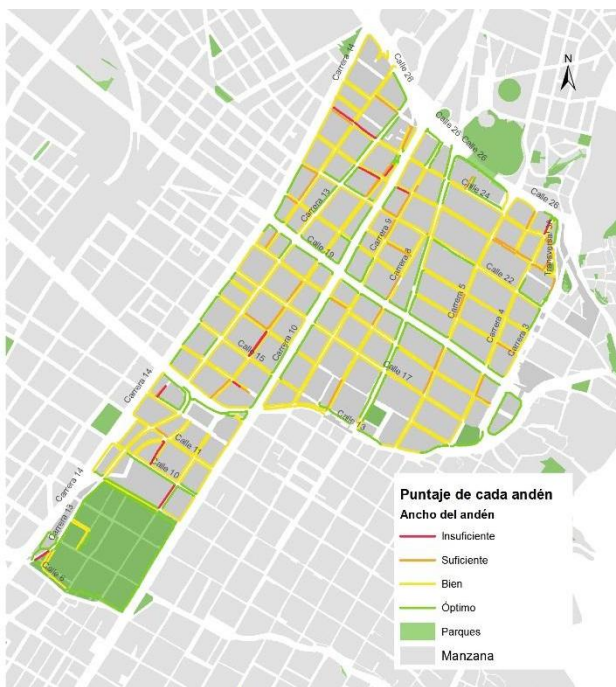 N
Calle 26
Carrera 14
Calle 26
Calle 26
Calle 24
Calle 26
Carrera 13
Carrera 9
Carrera 8
Transversal 3A
Calle 19
Calle 22
Carrera 5
Carrera 4
Carrera 3
Carrera 10
Calle 15
Calle 17
Carrera 14
Calle 13
Calle 11
Calle 10
Carrera 14
Carrera 13
Calle 6
Puntaje de cada andén
Ancho del andén
Insuficiente
Suficiente
Bien
Óptimo
Parques
Manzana